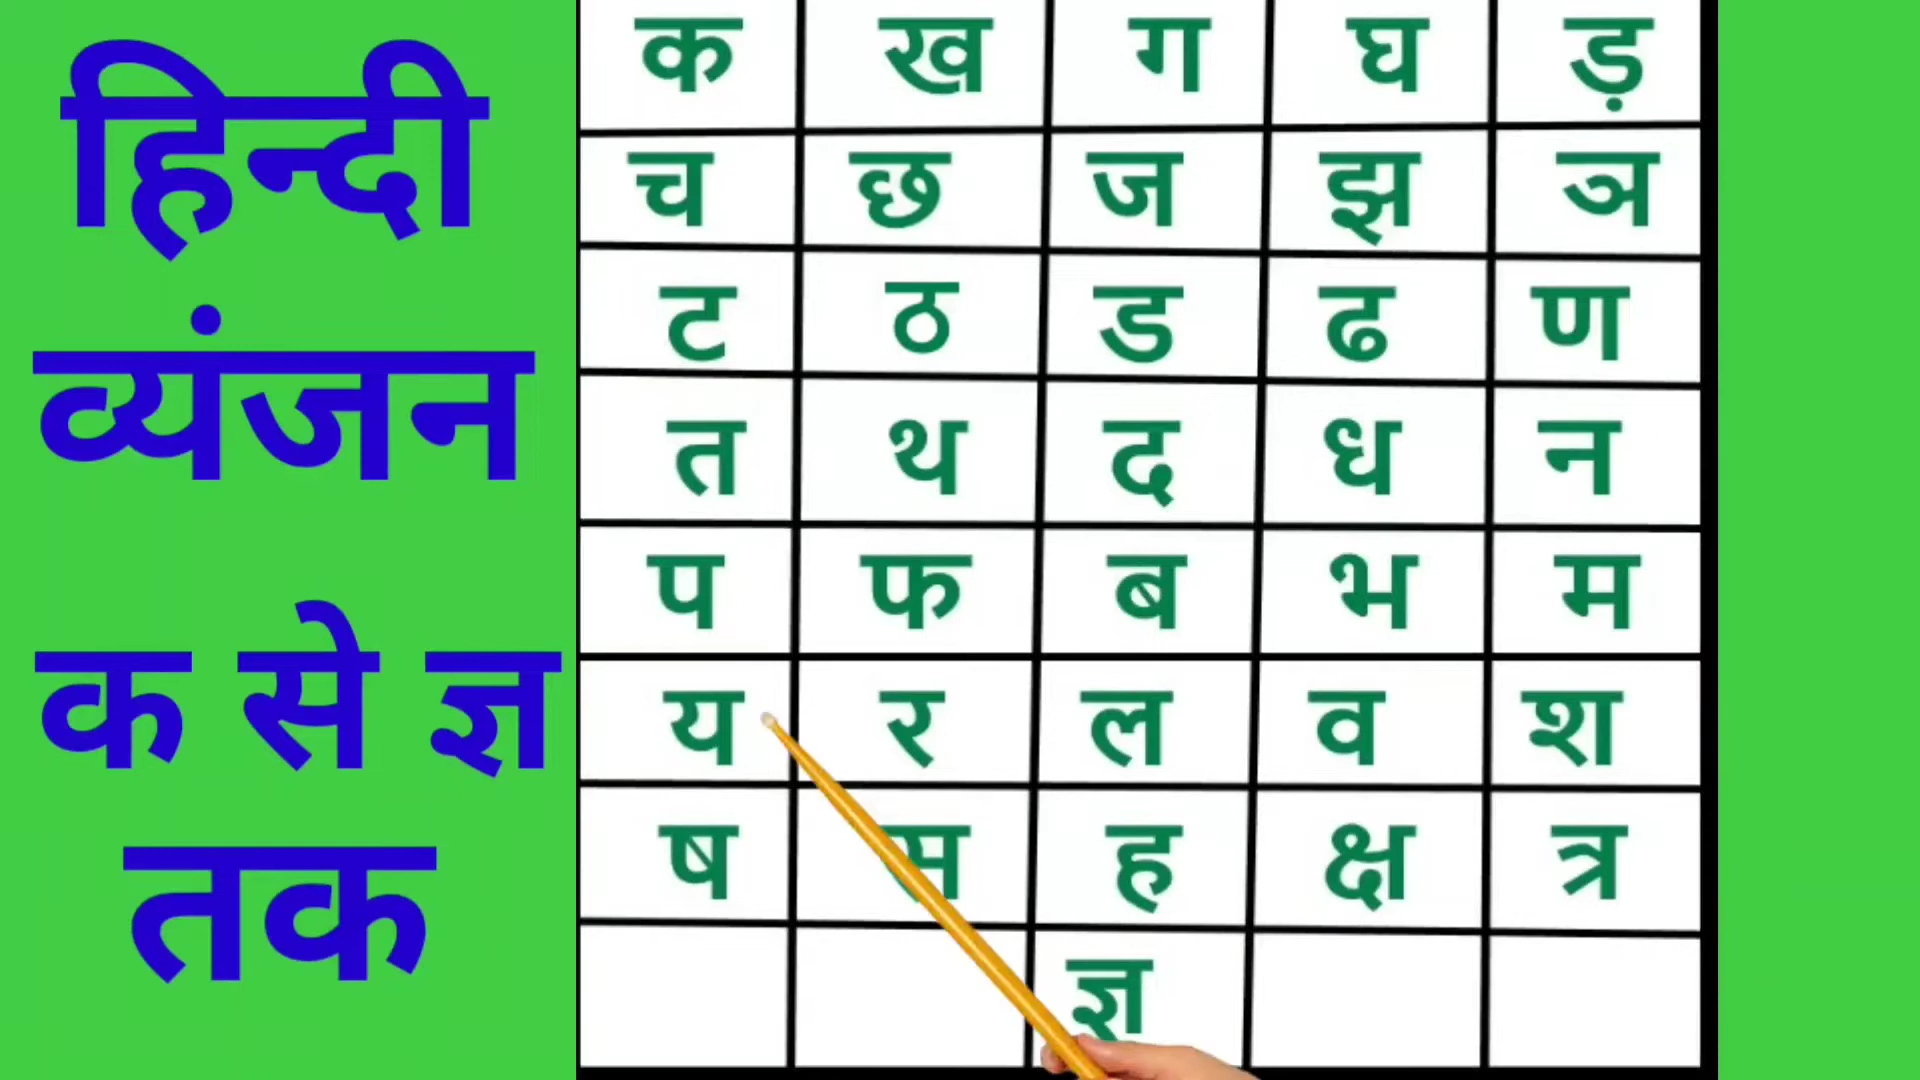 हिन्दी
व्यंजन
क से ज्ञ
तक
क ख ग घ ड़
च छ ज झ ञ
ट ठ ड ढ ण
त थ द ध न
प फ ब भ म
य र ल व श
ष स ह क्ष त्र
ज्ञ